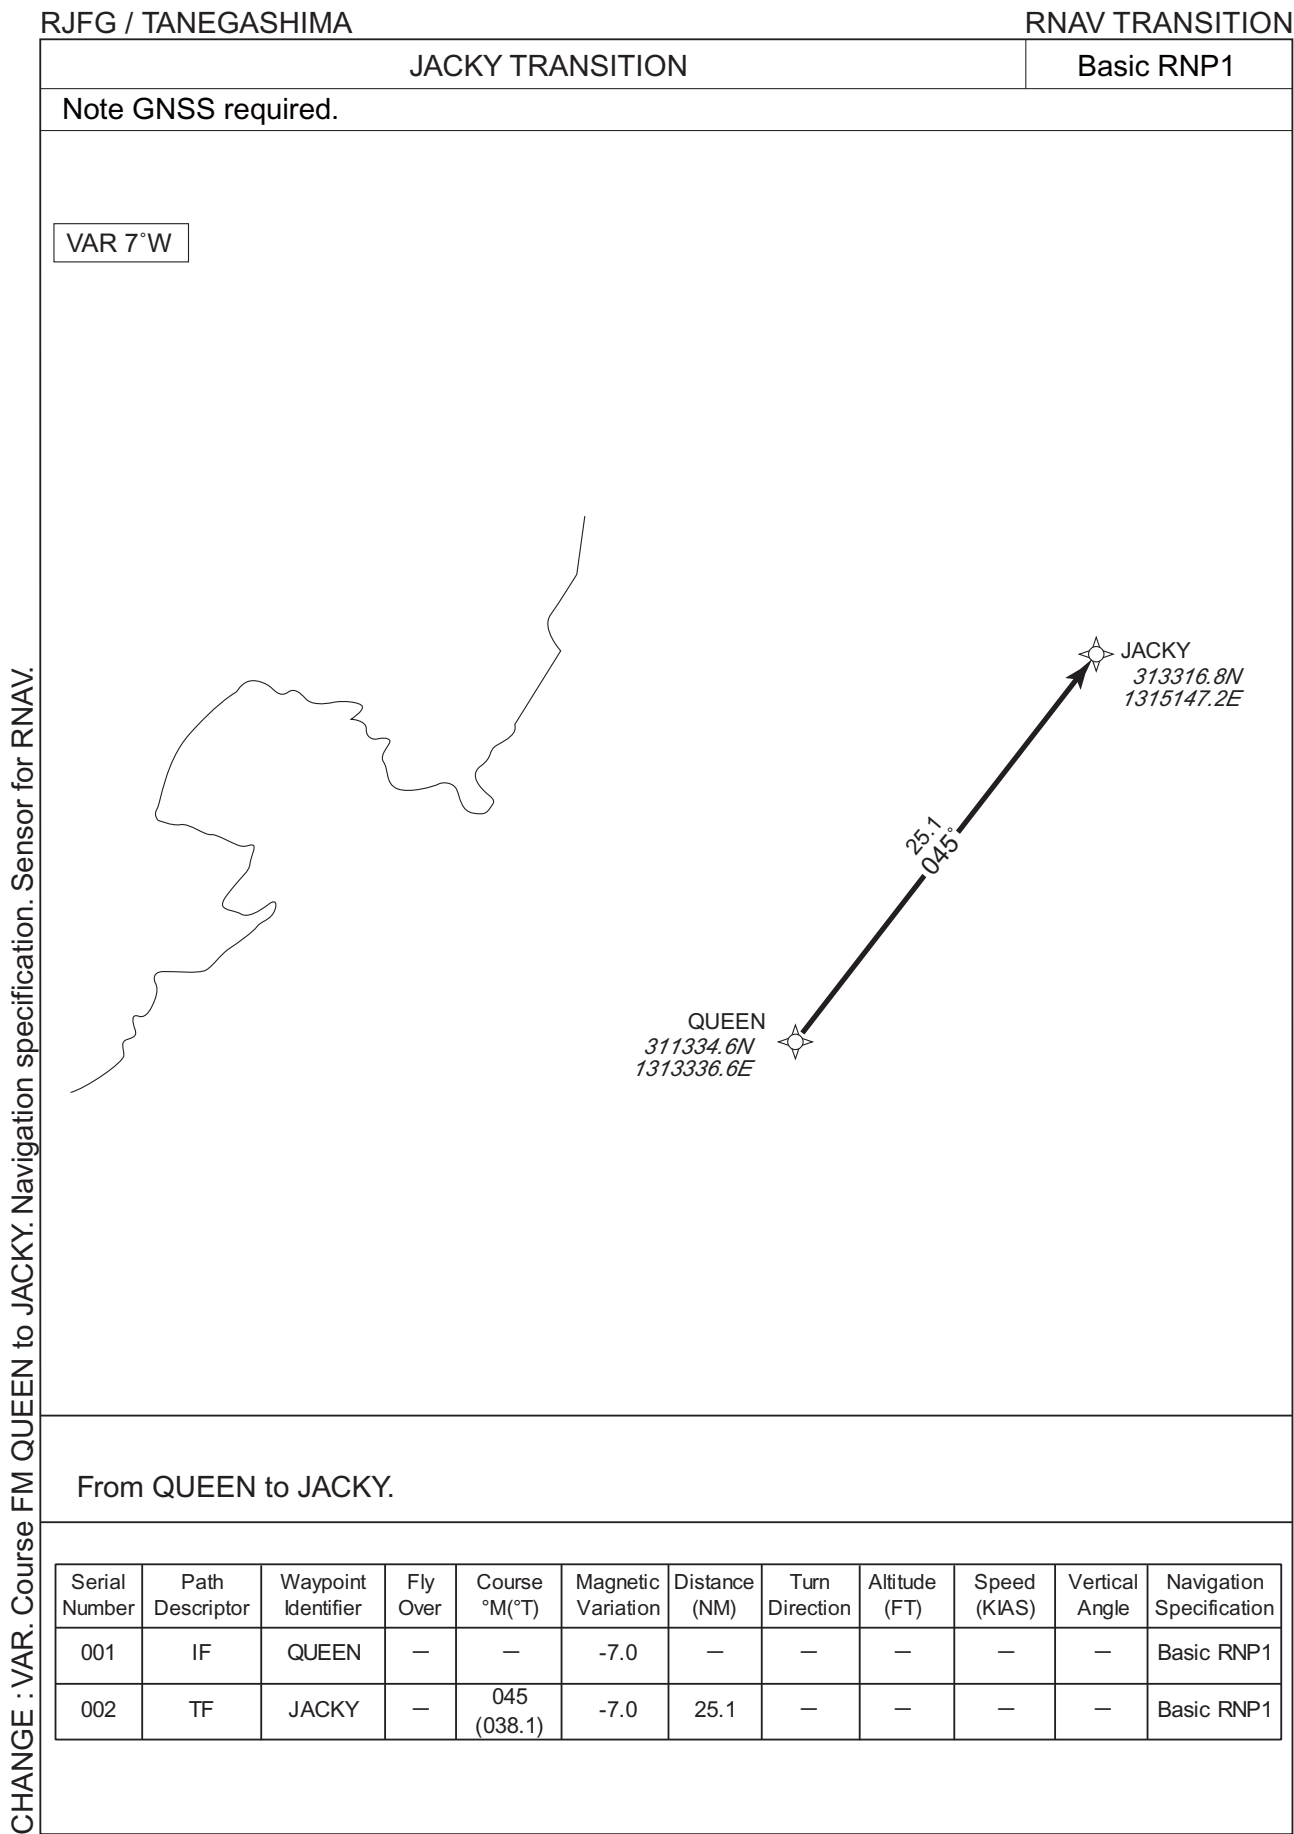 RJFG / TANEGASHIMA
RNAV TRANSITION
JACKY TRANSITION
Basic RNP1
Note GNSS required.
VAR 7˚W
JACKY
313316.8N
1315147.2E
25.1
045˚
QUEEN
311334.6N
1313336.6E
From QUEEN to JACKY.
Serial Number Path Descriptor Waypoint Identifier Fly Over Course °M(°T) Magnetic Variation Distance (NM) Turn Direction Altitude (FT) Speed (KIAS) Vertical Angle Navigation Specification
001 IF QUEEN — — -7.0 — — — — — Basic RNP1
002 TF JACKY — 045 (038.1) -7.0 25.1 — — — — Basic RNP1
CHANGE : VAR. Course FM QUEEN to JACKY. Navigation specification. Sensor for RNAV.